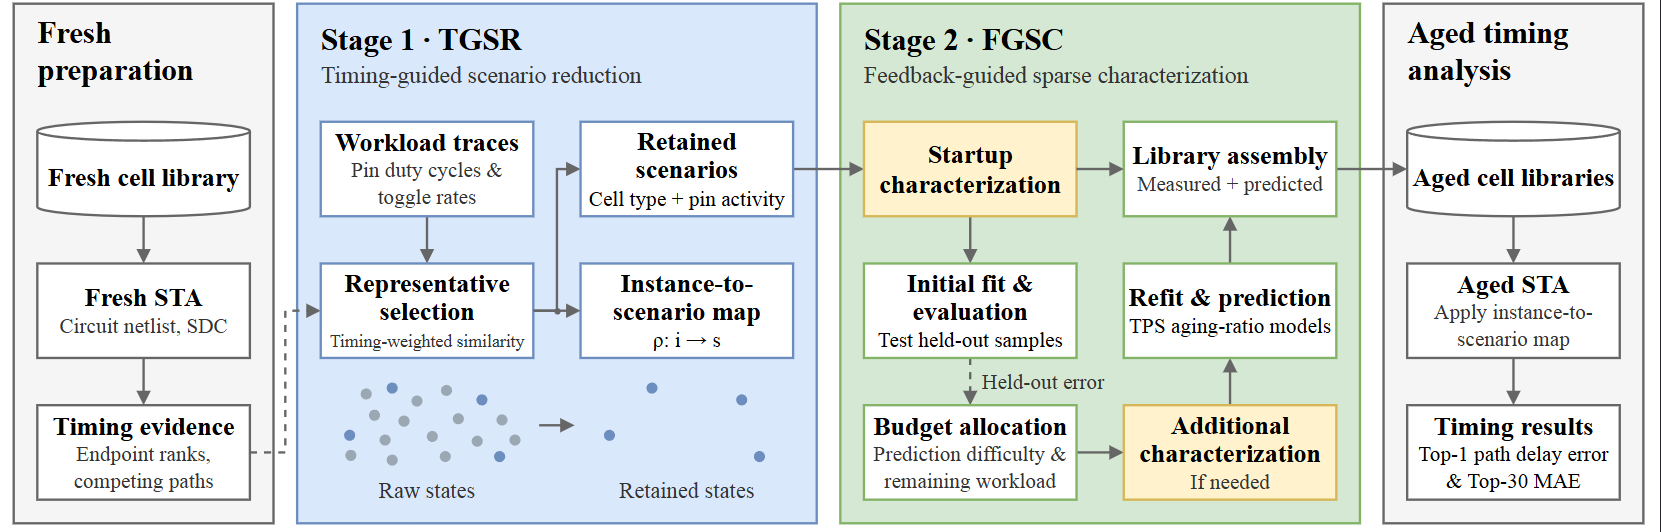 Fresh
preparation
Fresh cell library
Fresh STA
Circuit netlist, SDC
Timing evidence
Endpoint ranks,
competing paths
Stage 1 · TGSR
Timing-guided scenario reduction
Workload traces
Pin duty cycles &
toggle rates
Retained
scenarios
Cell type + pin activity
Representative
selection
Timing-weighted similarity
Instance-to-
scenario map
ρ: i → s
Raw states
Retained states
Stage 2 · FGSC
Feedback-guided sparse characterization
Startup
characterization
Library assembly
Measured + predicted
Initial fit &
evaluation
Test held-out samples
Refit & prediction
TPS aging-ratio models
Held-out error
Budget allocation
Prediction difficulty &
remaining workload
Additional
characterization
If needed
Aged timing
analysis
Aged cell libraries
Aged STA
Apply instance-to-
scenario map
Timing results
Top-1 path delay error
& Top-30 MAE